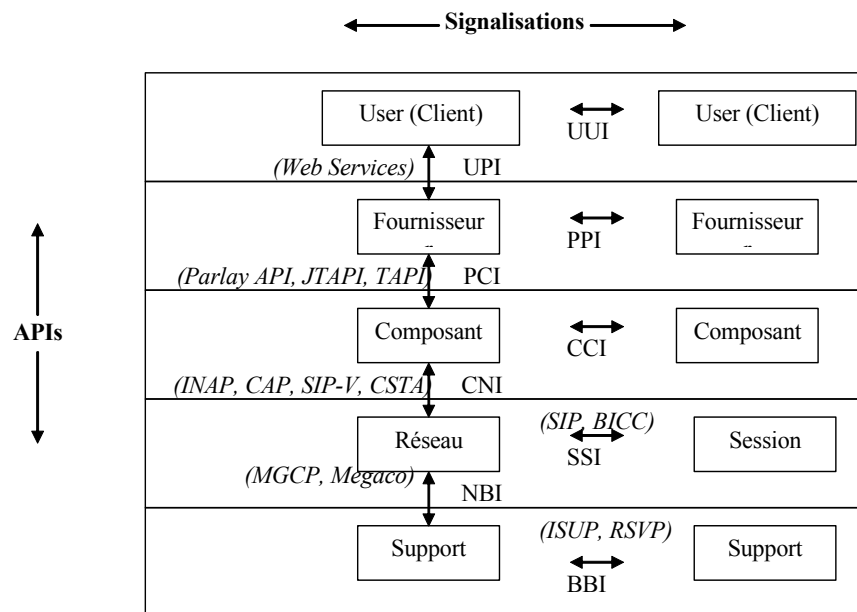 Signalisations
User (Client)
UUI
User (Client)
(Web Services) UPI
Fournisseur
PPI
Fournisseur
(Parlay API, JTAPI, TAPI) PCI
APIs
Composant
CCI
Composant
(INAP, CAP, SIP-V, CSTA) CNI
(SIP, BICC)
Réseau
SSI
Session
(MGCP, Megaco) NBI
(ISUP, RSVP)
Support
BBI
Support